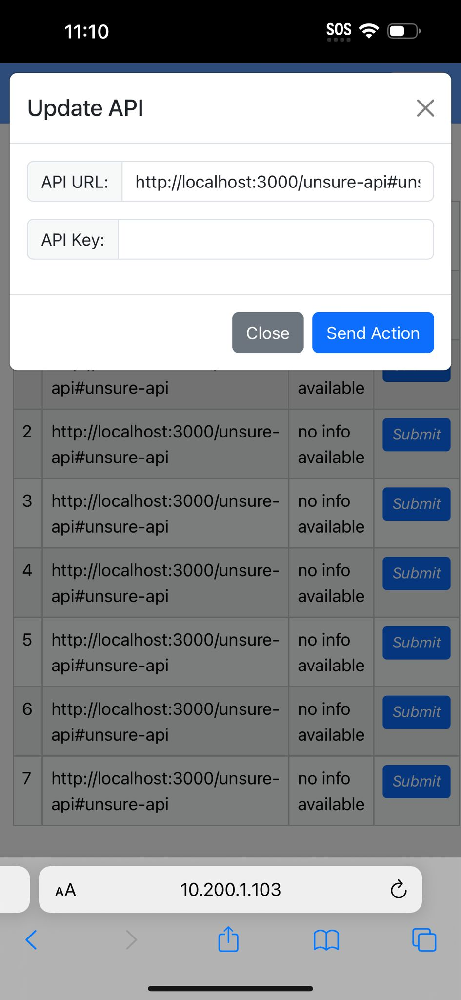 11:10
SOS
Update API
API URL:
http://localhost:3000/unsure-api#uns
API Key:
Close
Send Action
api#unsure-api
available
2
http://localhost:3000/unsure-
no info
Submit
api#unsure-api
available
3
http://localhost:3000/unsure-
no info
Submit
api#unsure-api
available
4
http://localhost:3000/unsure-
no info
Submit
api#unsure-api
available
5
http://localhost:3000/unsure-
no info
Submit
api#unsure-api
available
6
http://localhost:3000/unsure-
no info
Submit
api#unsure-api
available
7
http://localhost:3000/unsure-
no info
Submit
api#unsure-api
available
AA
10.200.1.103